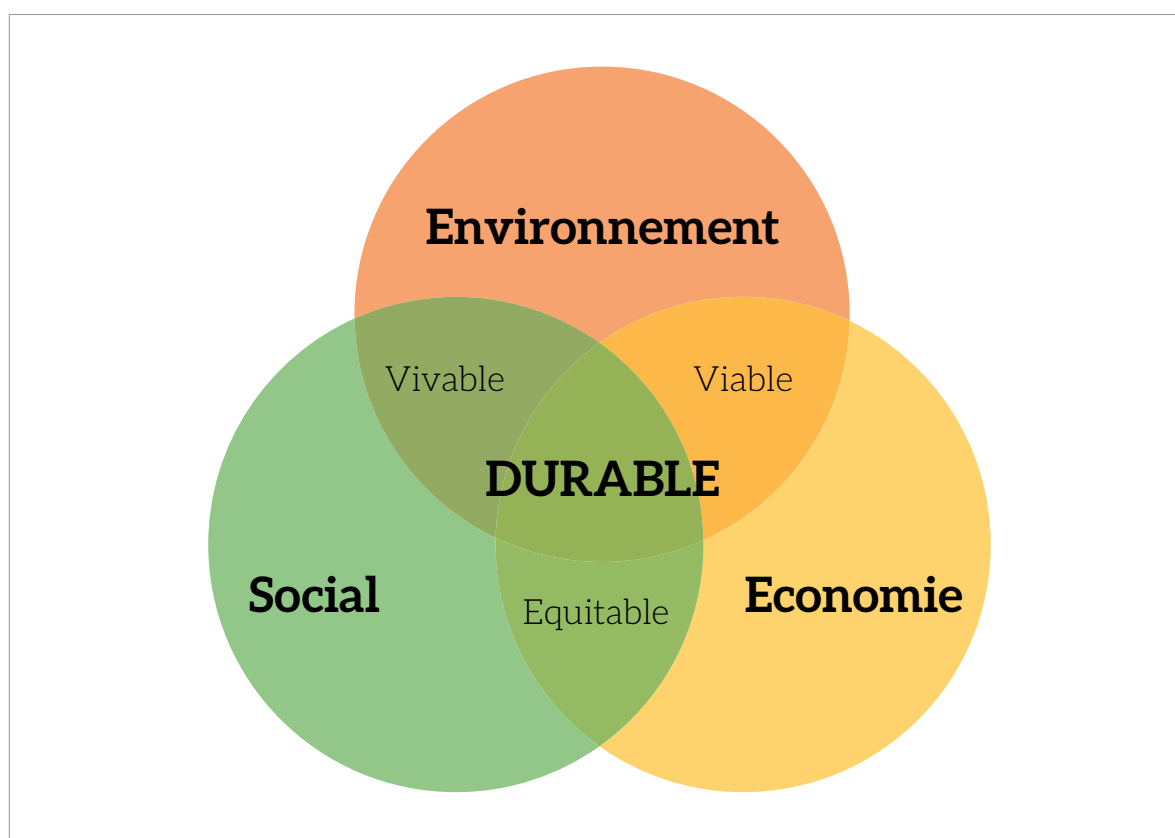 Environnement
Vivable
Viable
DURABLE
Social
Economie
Equitable